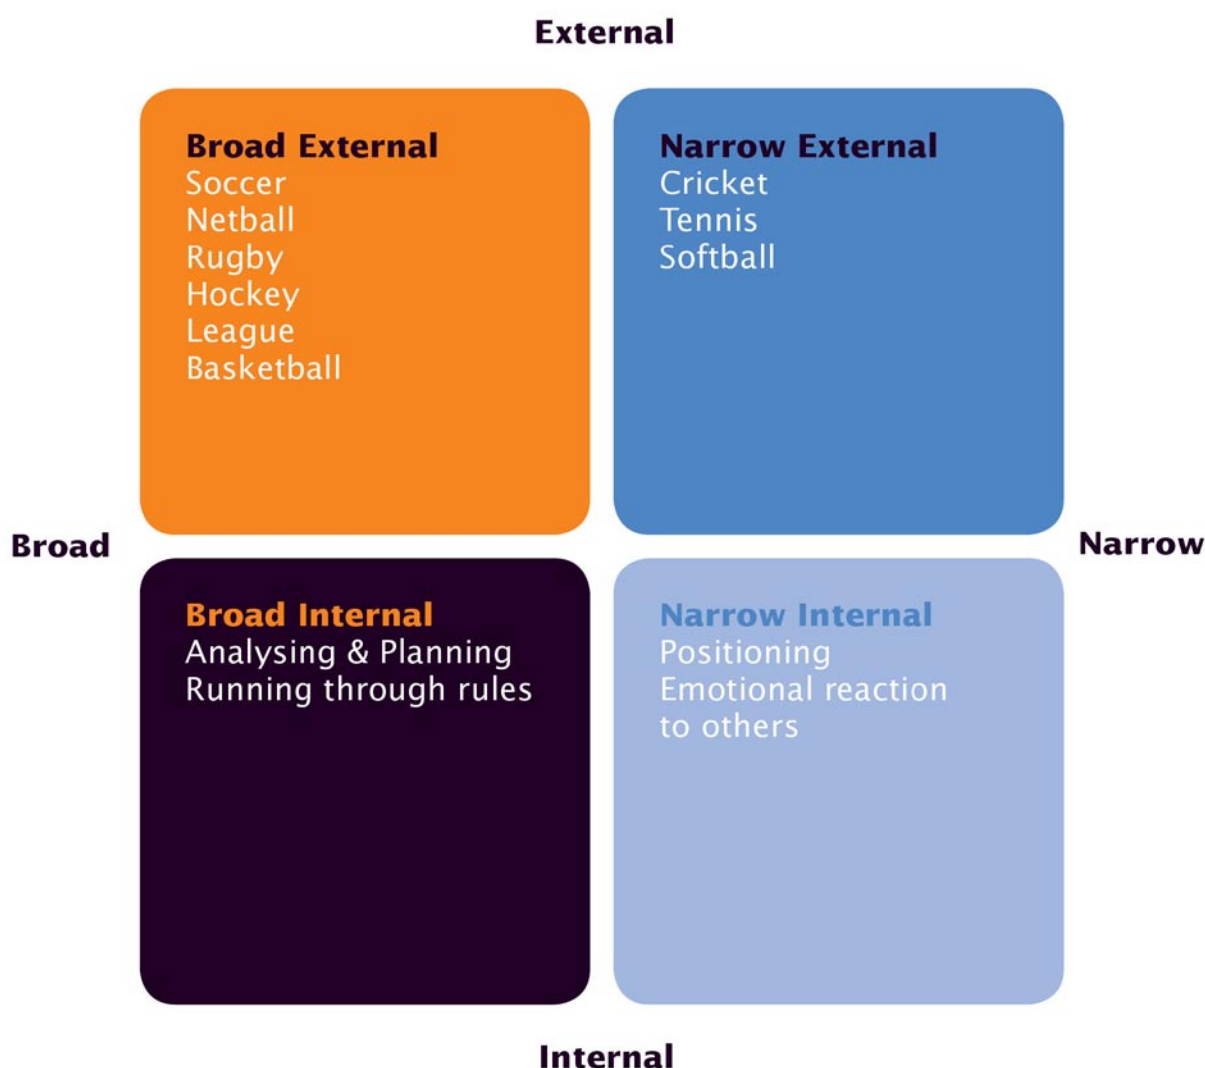 External
Broad External
Soccer
Netball
Rugby
Hockey
League
Basketball
Narrow External
Cricket
Tennis
Softball
Broad
Narrow
Broad Internal
Analysing & Planning
Running through rules
Narrow Internal
Positioning
Emotional reaction
to others
Internal